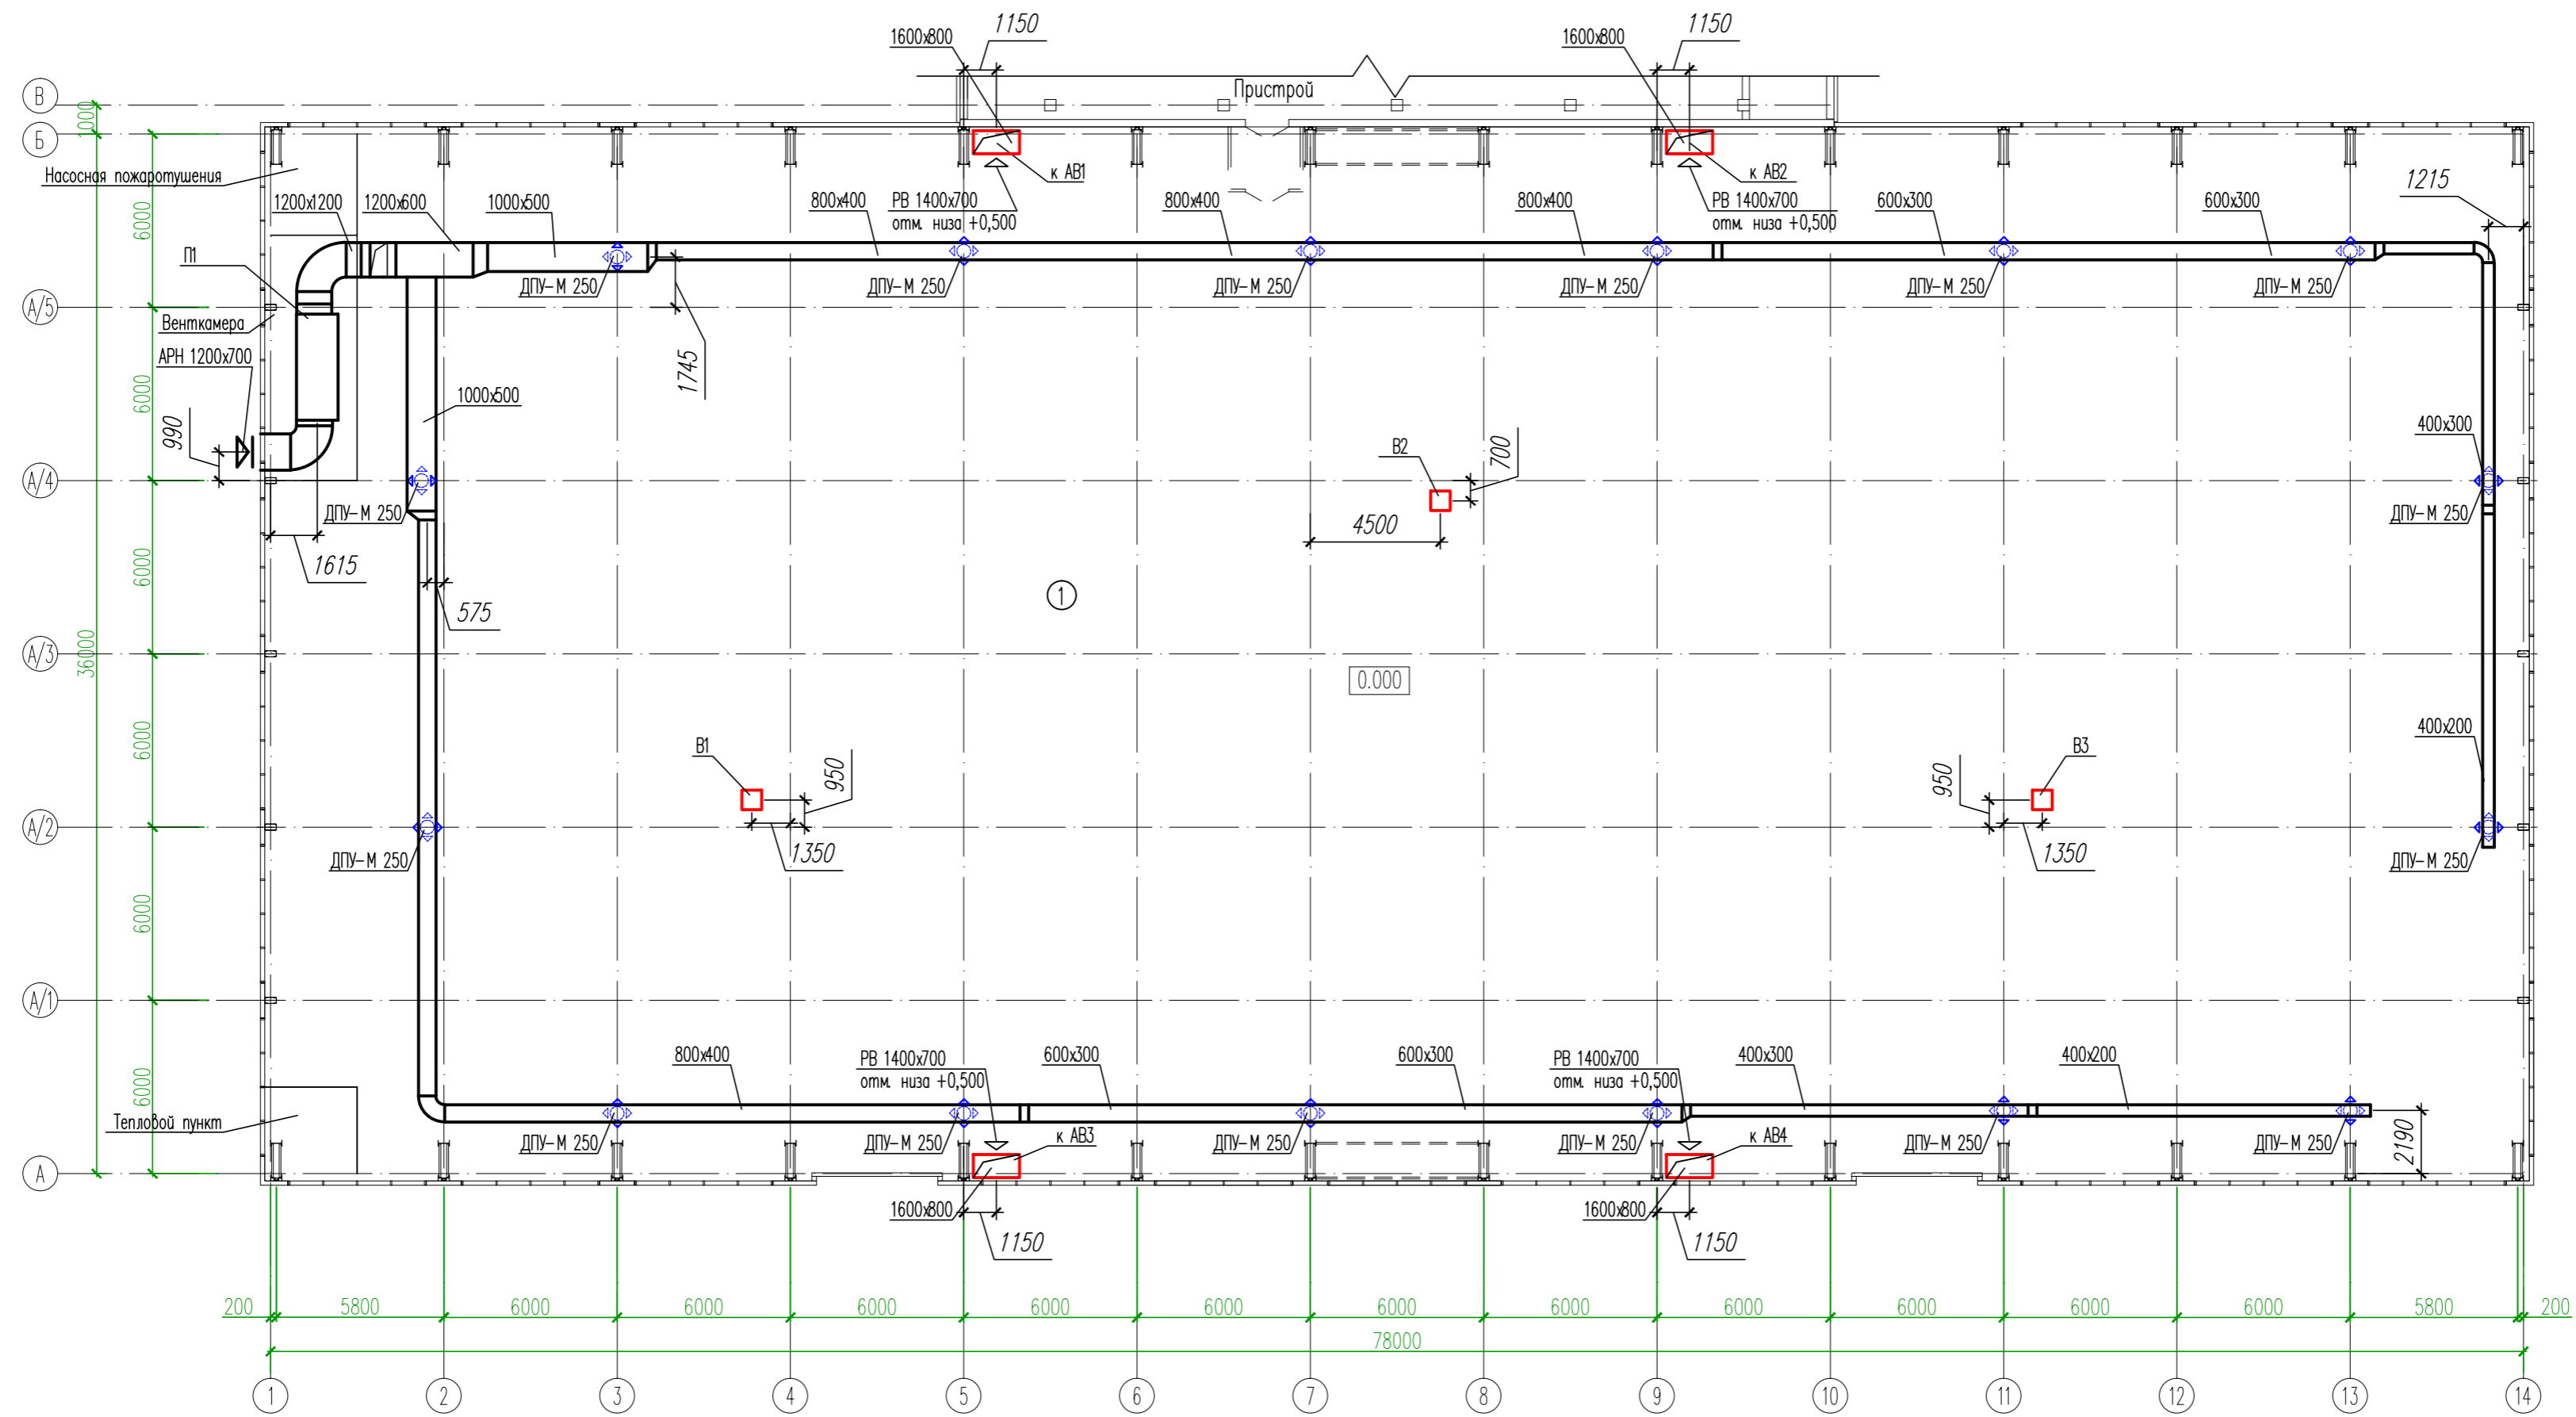 1150
1600x800
1150
1600x800
В
Пристрой
1000
Б
Насосная пожаротушения
к АВ1
к АВ2
1215
1200x1200
1200x600
1000x500
800x400
РВ 1400x700
отм. низа +0,500
800x400
800x400
РВ 1400x700
отм. низа +0,500
600x300
600x300
6000
П1
ДПУ-М 250
ДПУ-М 250
ДПУ-М 250
ДПУ-М 250
ДПУ-М 250
ДПУ-М 250
А/5
Венткамера
АРН 1200x700
1745
6000
1000x500
990
400x300
В2
700
А/4
ДПУ-М 250
ДПУ-М 250
4500
1615
6000
575
1
А/3
36000
0.000
6000
В1
950
400x200
В3
950
А/2
1350
1350
ДПУ-М 250
ДПУ-М 250
6000
А/1
800x400
РВ 1400x700
отм. низа +0,500
600x300
600x300
РВ 1400x700
отм. низа +0,500
400x300
400x200
6000
Тепловой пункт
ДПУ-М 250
ДПУ-М 250
к АВ3
ДПУ-М 250
ДПУ-М 250
к АВ4
ДПУ-М 250
ДПУ-М 250
2190
А
1600x800
1150
1600x800
1150
200
5800
6000
6000
6000
6000
6000
6000
6000
6000
6000
6000
6000
5800
200
78000
1
2
3
4
5
6
7
8
9
10
11
12
13
14